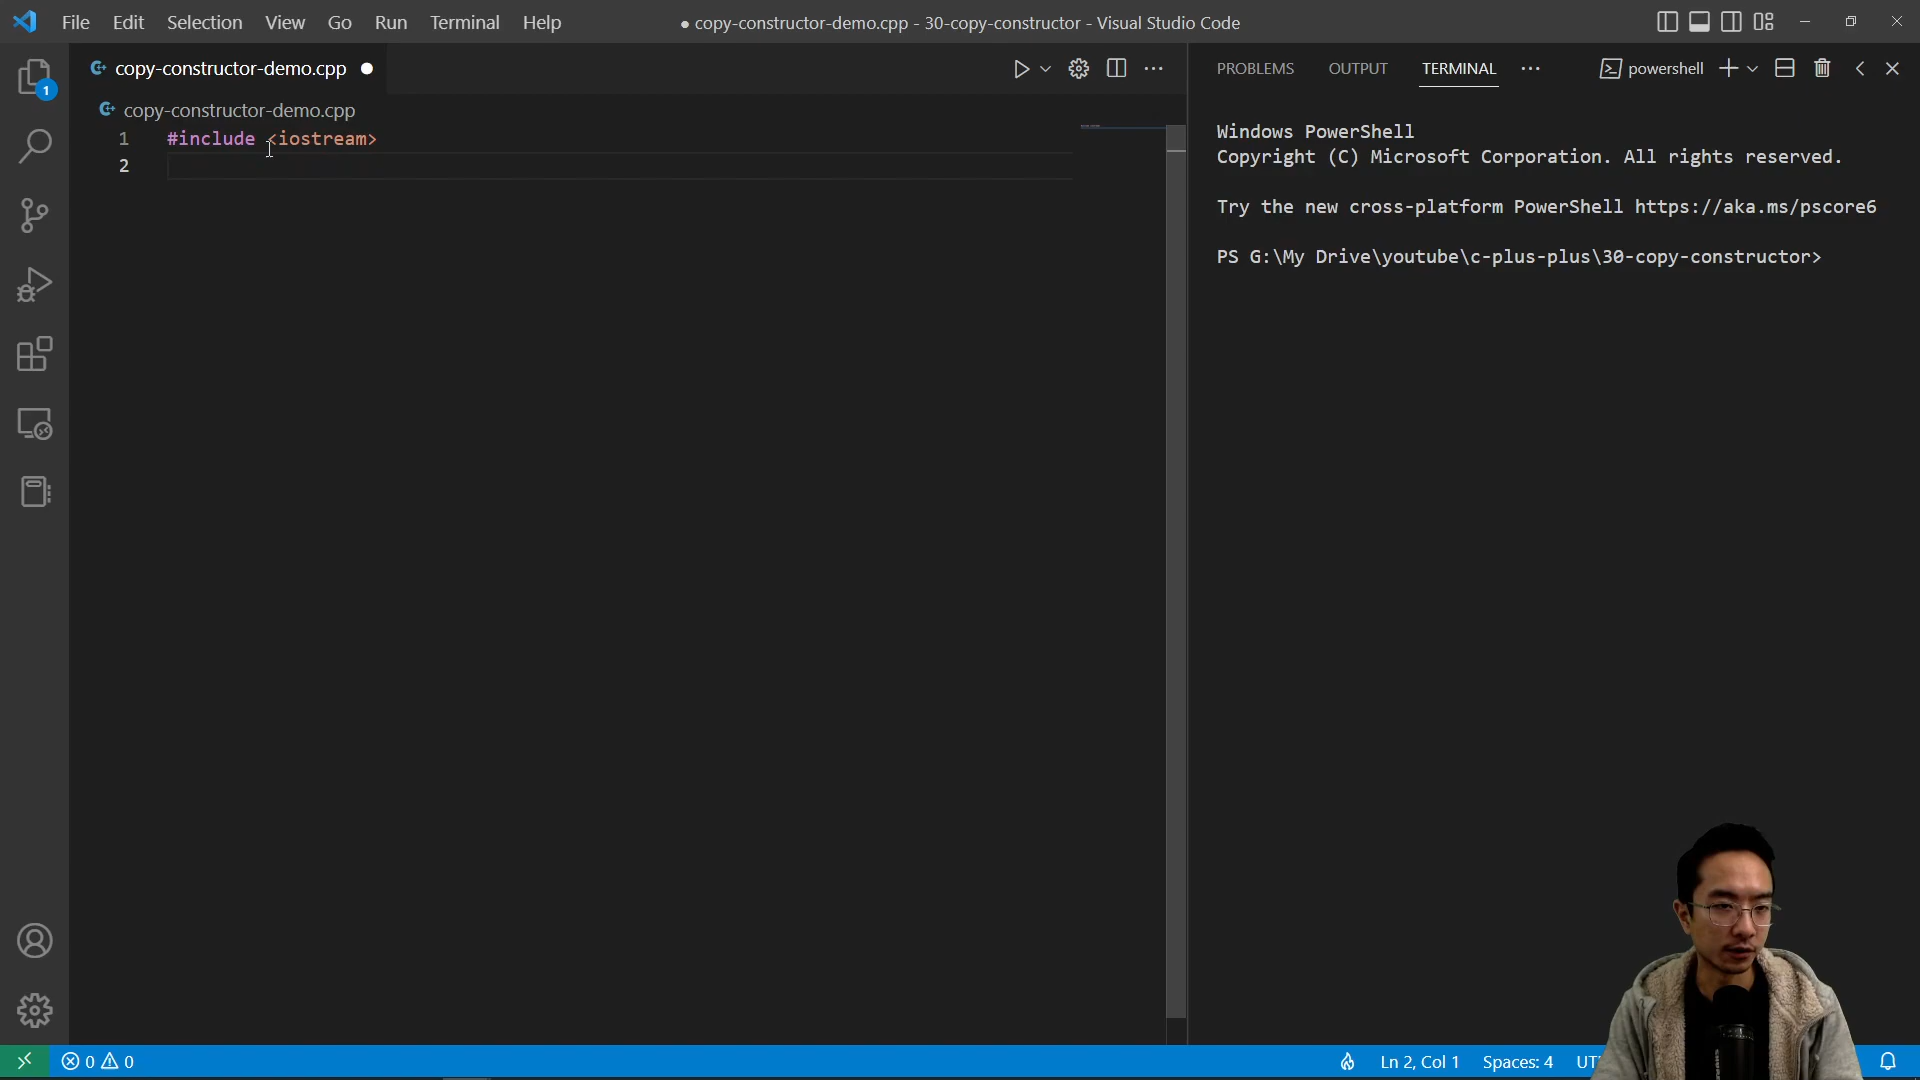 File Edit Selection View Go Run Terminal Help
● copy-constructor-demo.cpp - 30-copy-constructor - Visual Studio Code
copy-constructor-demo.cpp
PROBLEMS OUTPUT TERMINAL
powershell
copy-constructor-demo.cpp
1 #include <iostream>
2
1
Windows PowerShell
Copyright (C) Microsoft Corporation. All rights reserved.
Try the new cross-platform PowerShell https://aka.ms/pscore6
PS G:\My Drive\youtube\c-plus-plus\30-copy-constructor>
0 0
Ln 2, Col 1 Spaces: 4